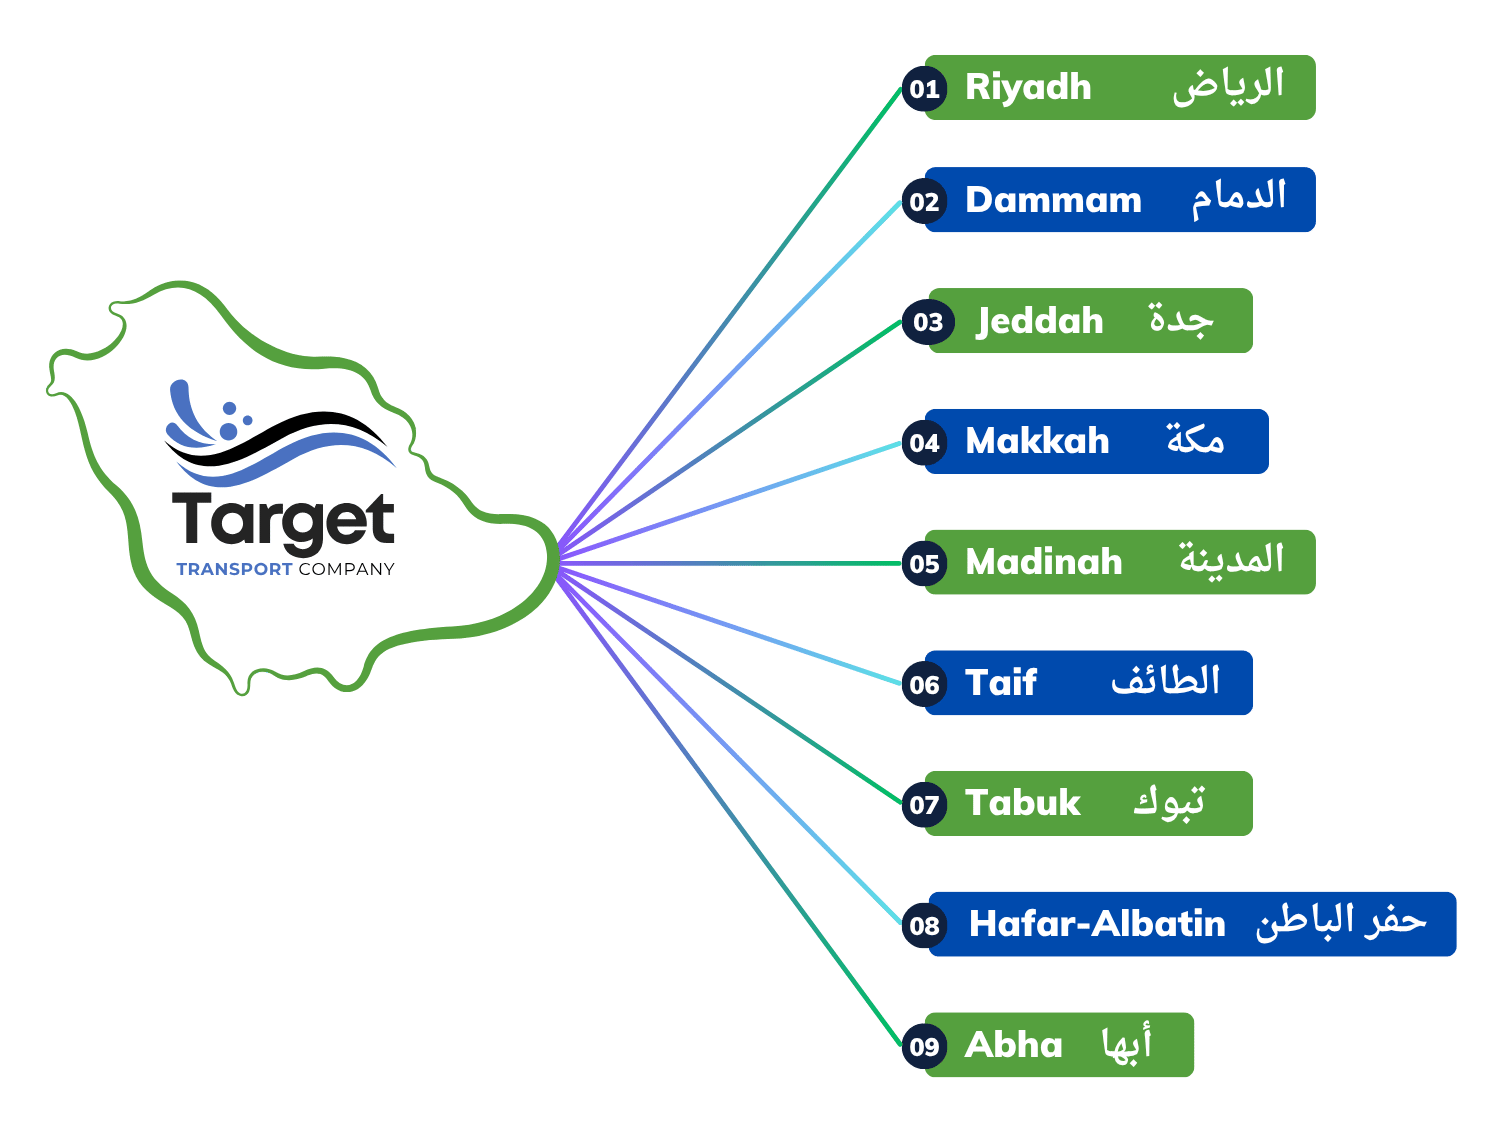 Target
TRANSPORT COMPANY
01 Riyadh الرياض
02 Dammam الدمام
03 Jeddah جدة
04 Makkah مكة
05 Madinah المدينة
06 Taif الطائف
07 Tabuk تبوك
08 Hafar-Albatin حفر الباطن
09 Abha أبها